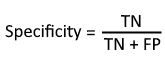 Specificity = TN / TN + FP